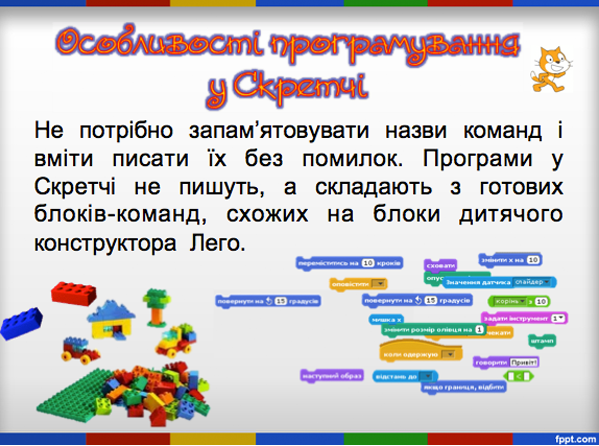 Особливості програмування
у Скретчі
Не потрібно запам’ятовувати назви команд і
вміти писати їх без помилок. Програми у
Скретчі не пишуть, а складають з готових
блоків-команд, схожих на блоки дитячого
конструктора Лего.
переміститись на 10 кроків
сховати
змінити x на 10
оповістити
опус
Значення датчика слайдер
повернути на 15 градусів
повернути на 15 градусів
корінь з 10
мишка x
задати інструмент 1
змінити розмір олівця на 1
чекати
штамп
коли одержую
говорити Привіт!
наступний образ
відстань до
<
якщо границя, відбити
fppt.com